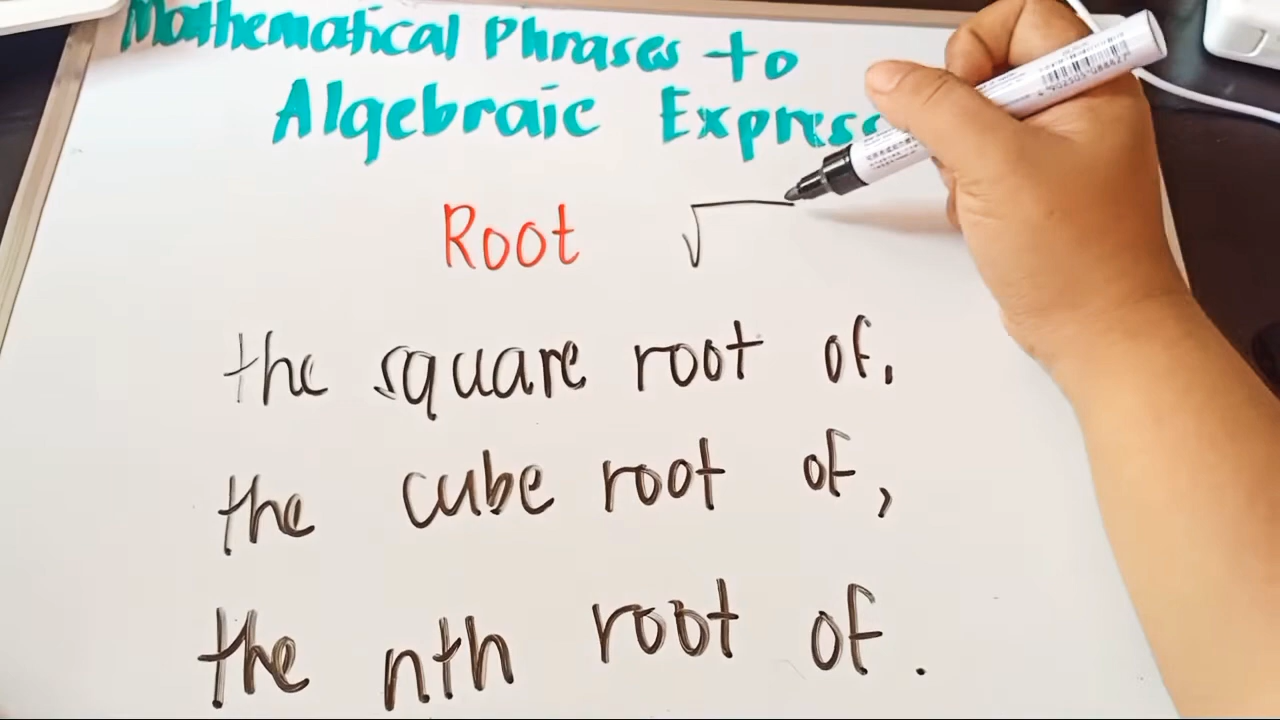 Mathematical Phrases to
Algebraic Express
Root √
the square root of,
the cube root of,
the nth root of.